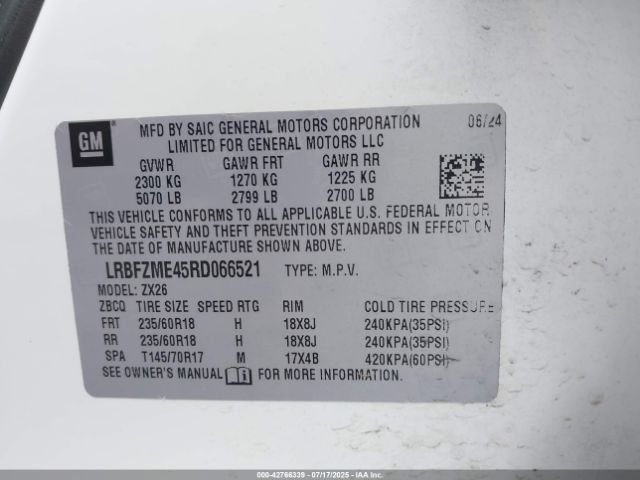 GM
MFD BY SAIC GENERAL MOTORS CORPORATION 06/24
LIMITED FOR GENERAL MOTORS LLC
GVWR GAWR FRT GAWR RR
2300 KG 1270 KG 1225 KG
5070 LB 2799 LB 2700 LB
THIS VEHICLE CONFORMS TO ALL APPLICABLE U.S. FEDERAL MOTOR
VEHICLE SAFETY AND THEFT PREVENTION STANDARDS IN EFFECT ON
THE DATE OF MANUFACTURE SHOWN ABOVE.
LRBFZME45RD066521 TYPE: M.P.V.
MODEL: ZX26
ZBCQ TIRE SIZE SPEED RTG RIM COLD TIRE PRESSURE
FRT 235/60R18 H 18X8J 240KPA(35PSI)
RR 235/60R18 H 18X8J 240KPA(35PSI)
SPA T145/70R17 M 17X4B 420KPA(60PSI)
SEE OWNER'S MANUAL FOR MORE INFORMATION.
000-42766339 - 07/17/2025 - IAAI.COM